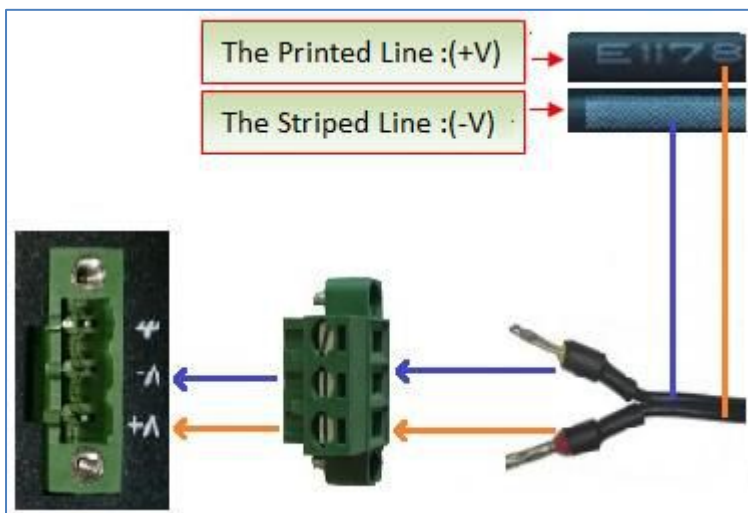 The Printed Line :(+V)
E1178
The Striped Line :(-V)
V-
V+